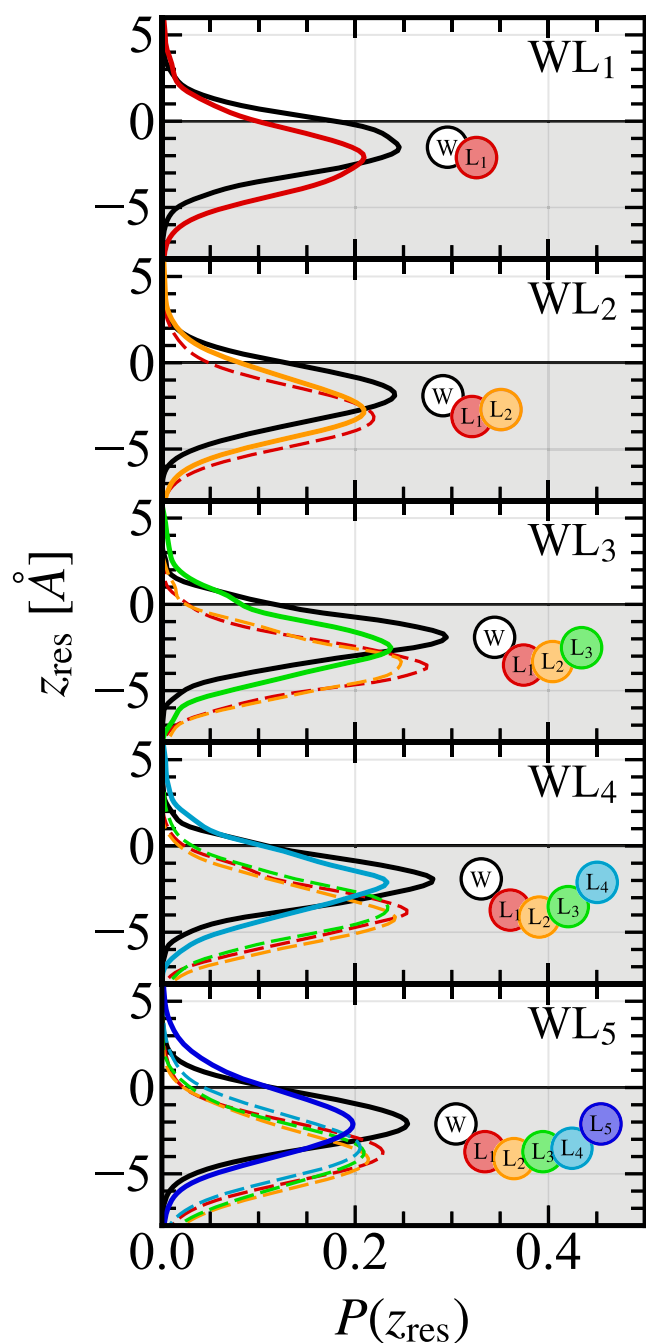 5
WL₁
0
W L₁
−5
5
WL₂
0
W L₁ L₂
−5
5
WL₃
0
W L₁ L₂ L₃
−5
z_res [Å]
5
WL₄
0
W L₁ L₂ L₃ L₄
−5
5
WL₅
0
W L₁ L₂ L₃ L₄ L₅
−5
0.0 0.2 0.4
P(z_res)